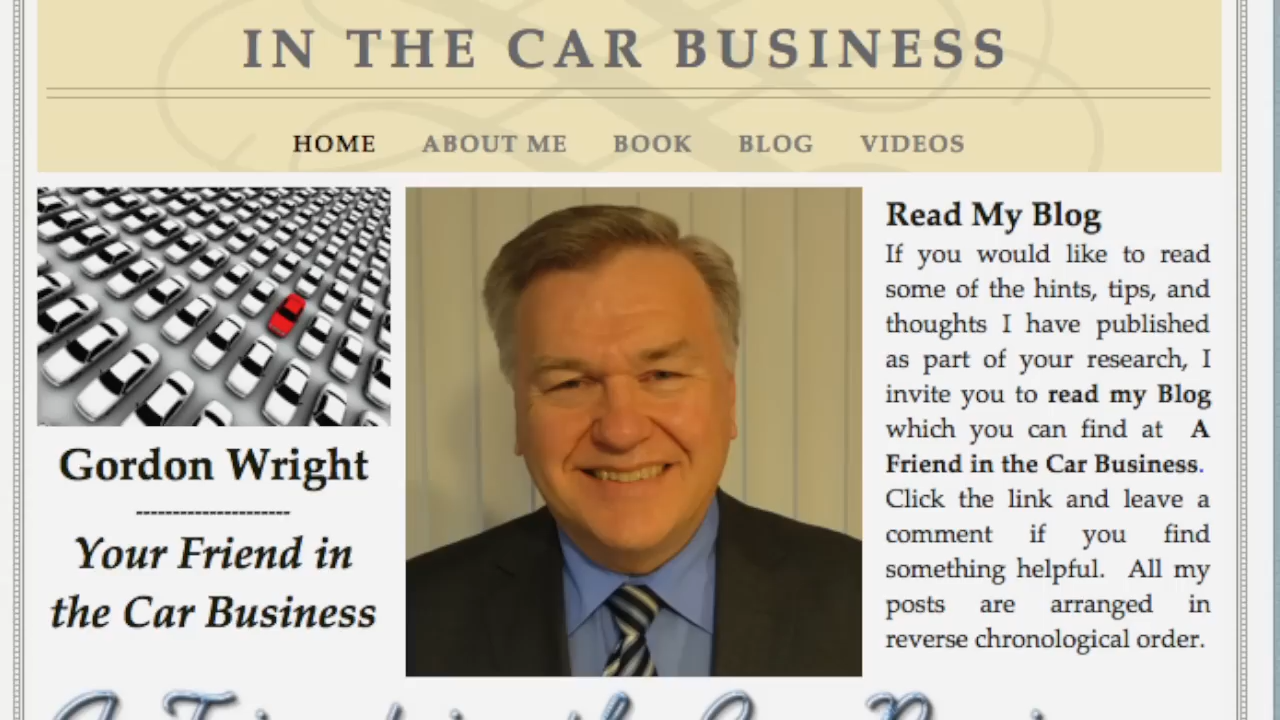 IN THE CAR BUSINESS
HOME ABOUT ME BOOK BLOG VIDEOS
Gordon Wright
---------------------
Your Friend in
the Car Business
Read My Blog
If you would like to read
some of the hints, tips, and
thoughts I have published
as part of your research, I
invite you to read my Blog
which you can find at A
Friend in the Car Business.
Click the link and leave a
comment if you find
something helpful. All my
posts are arranged in
reverse chronological order.